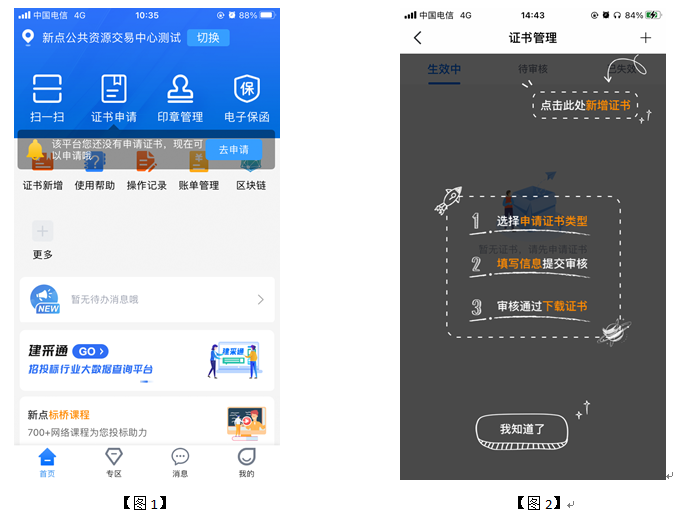 中国电信 4G 10:35 88%
新点公共资源交易中心测试 切换
扫一扫 证书申请 印章管理 电子保函
该平台您还没有申请证书，现在可以申请哦 去申请
证书新增 使用帮助 操作记录 账单管理 区块链
更多
NEW 暂无待办消息哦
建采通 GO
招投标行业大数据查询平台
新点标桥课程
700+网络课程为您投标助力
首页 专区 消息 我的
【图1】
中国电信 4G 14:43 84%
证书管理
生效中 待审核 已失效
点击此处新增证书
1 选择申请证书类型
暂无证书，请先申请证书
2 填写信息提交审核
3 审核通过下载证书
我知道了
【图2】